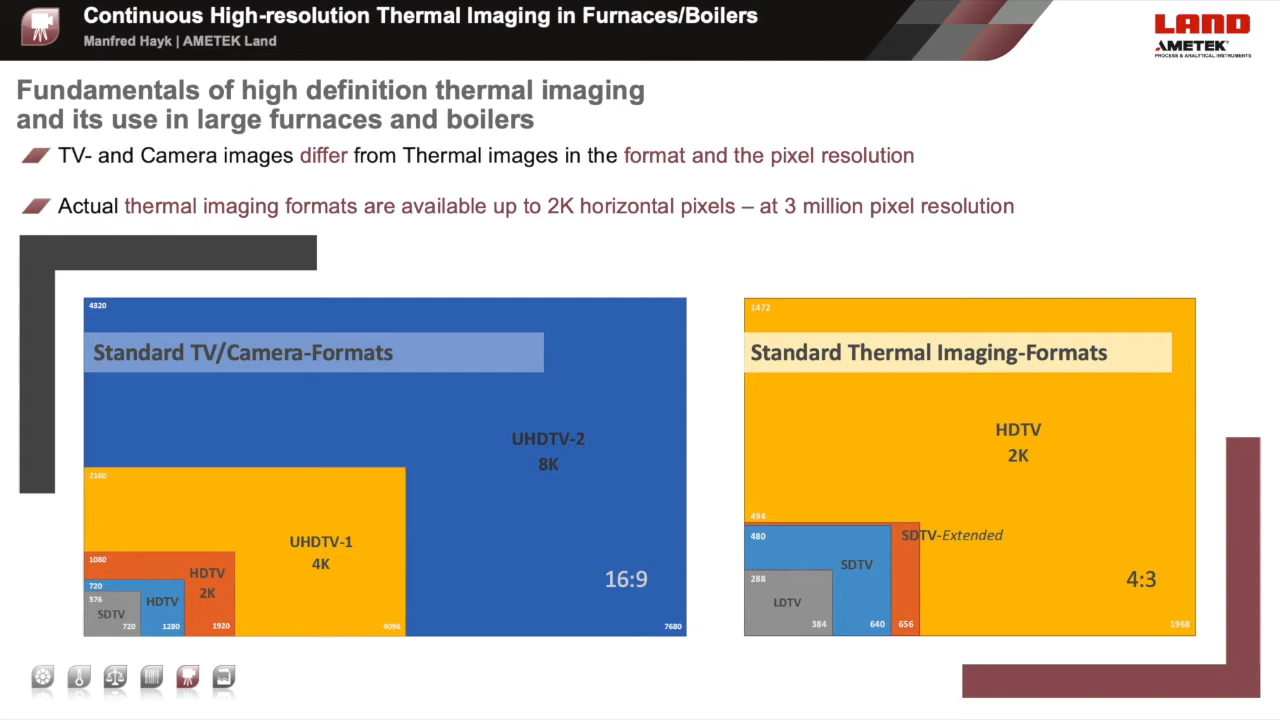 Continuous High-resolution Thermal Imaging in Furnaces/Boilers
Manfred Hayk | AMETEK Land
LAND
AMETEK®
PROCESS & ANALYTICAL INSTRUMENTS
Fundamentals of high definition thermal imaging
and its use in large furnaces and boilers
TV- and Camera images differ from Thermal images in the format and the pixel resolution
Actual thermal imaging formats are available up to 2K horizontal pixels – at 3 million pixel resolution
4320
Standard TV/Camera-Formats
UHDTV-2
8K
2160
UHDTV-1
4K
16:9
1080
HDTV
2K
720
HDTV
576
SDTV
720
1280
1920
4096
7680
1472
Standard Thermal Imaging-Formats
HDTV
2K
494
SDTV-Extended
480
SDTV
4:3
288
LDTV
384
640
656
1968